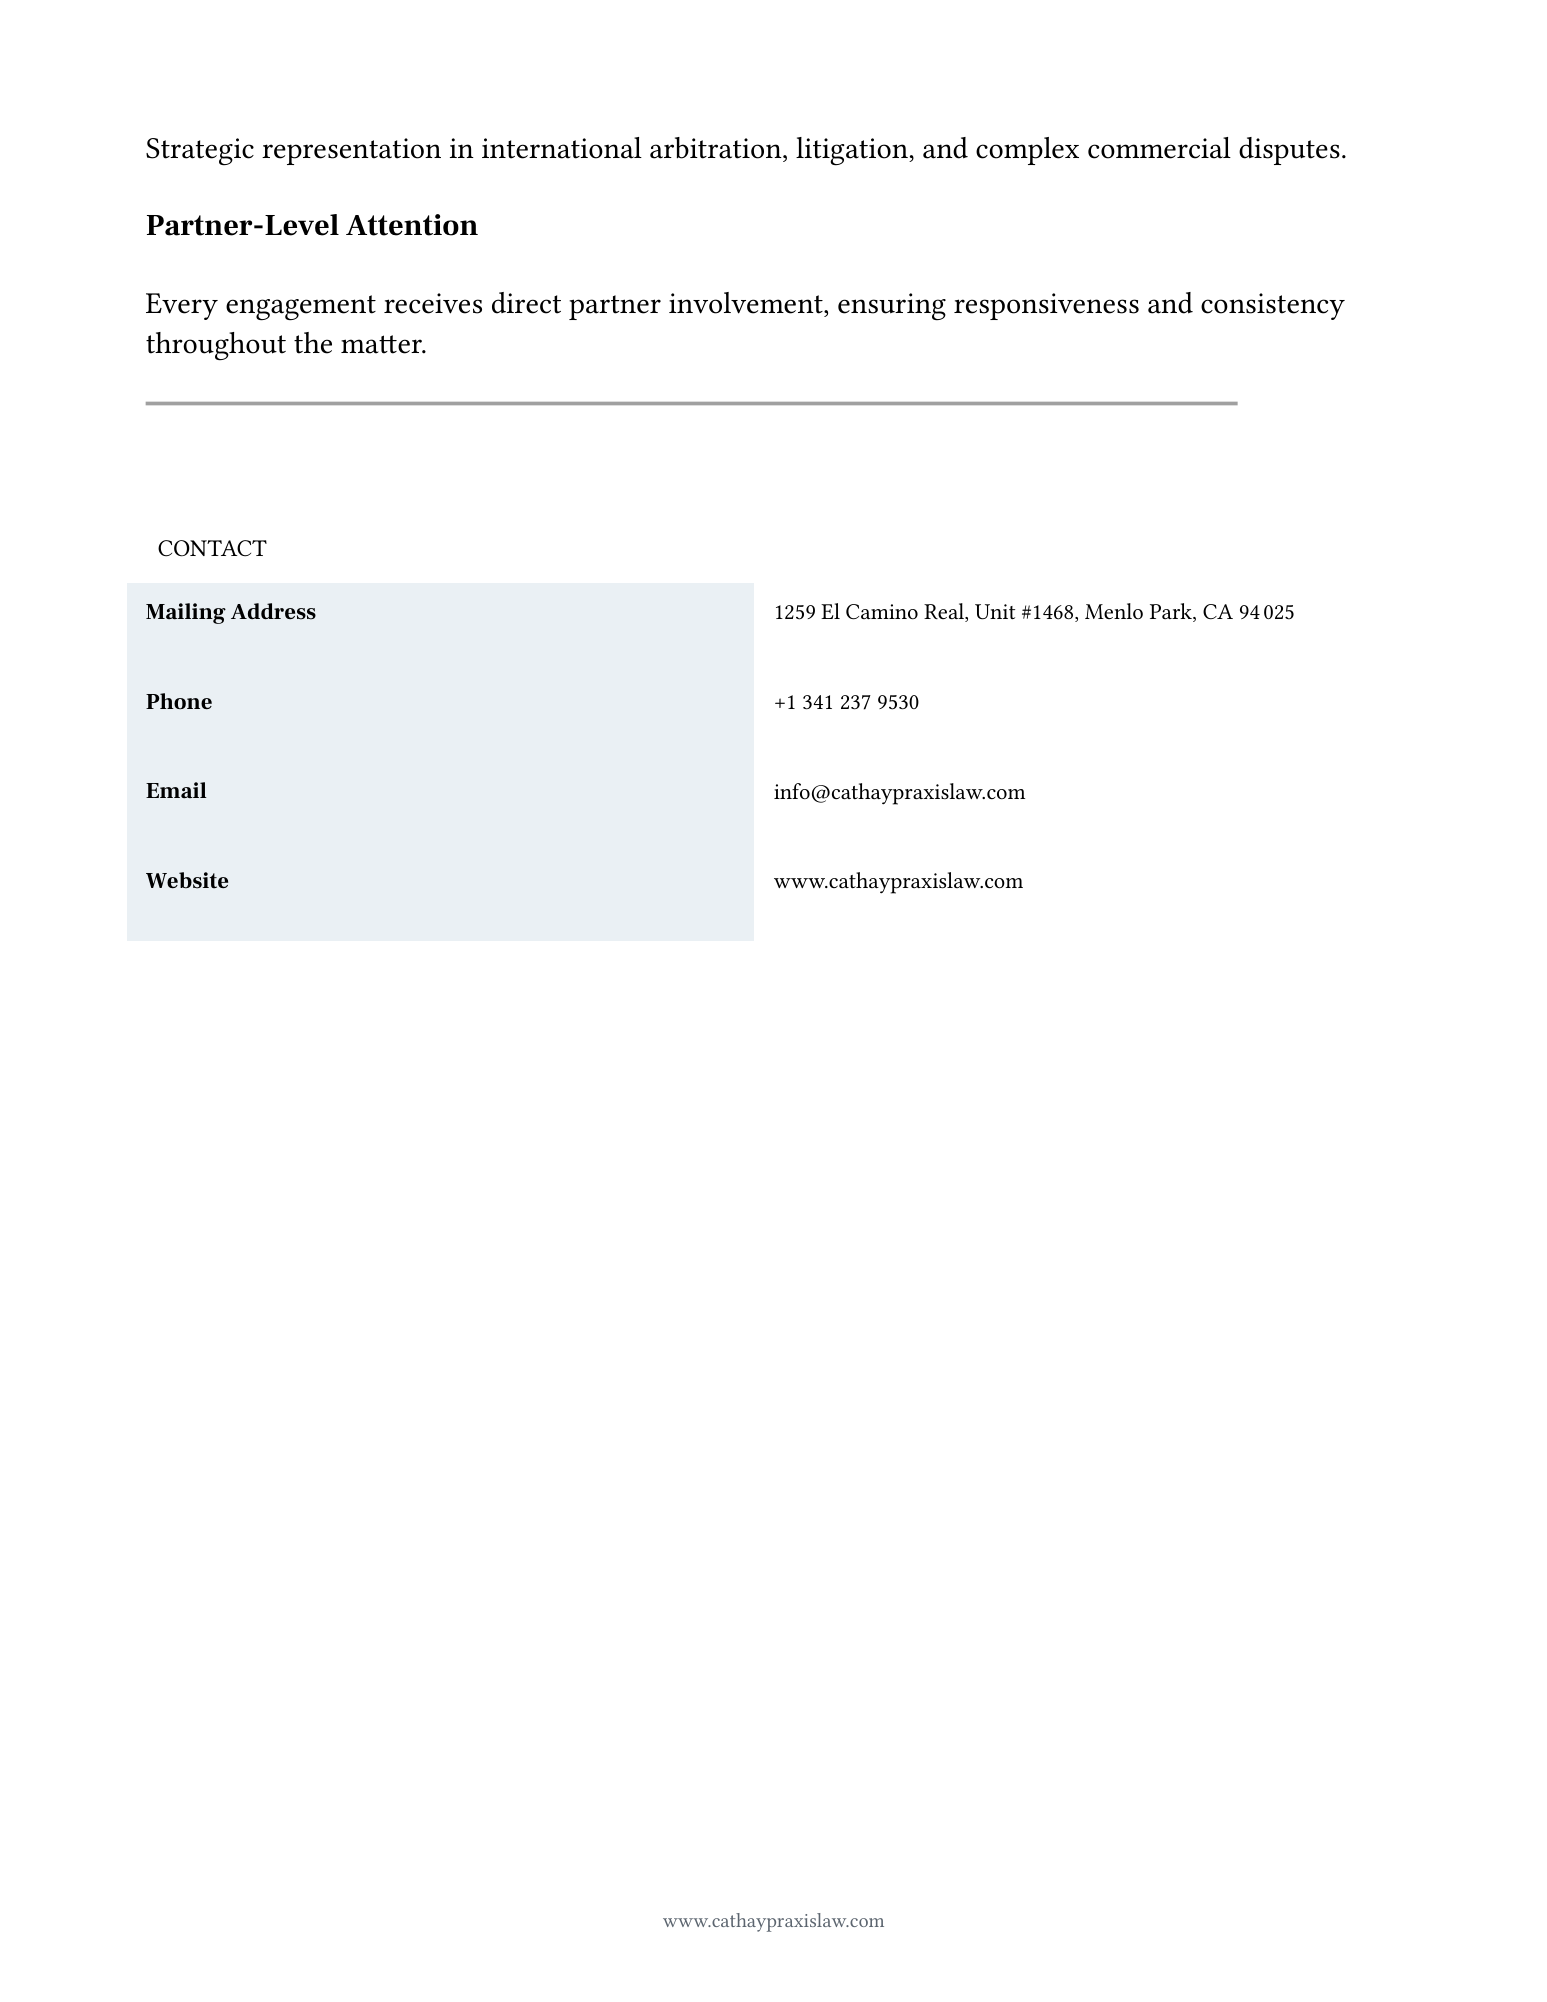 Strategic representation in international arbitration, litigation, and complex commercial disputes.
Partner-Level Attention
Every engagement receives direct partner involvement, ensuring responsiveness and consistency
throughout the matter.
CONTACT
Mailing Address 1259 El Camino Real, Unit #1468, Menlo Park, CA 94025
Phone +1 341 237 9530
Email info@cathaypraxislaw.com
Website www.cathaypraxislaw.com
www.cathaypraxislaw.com